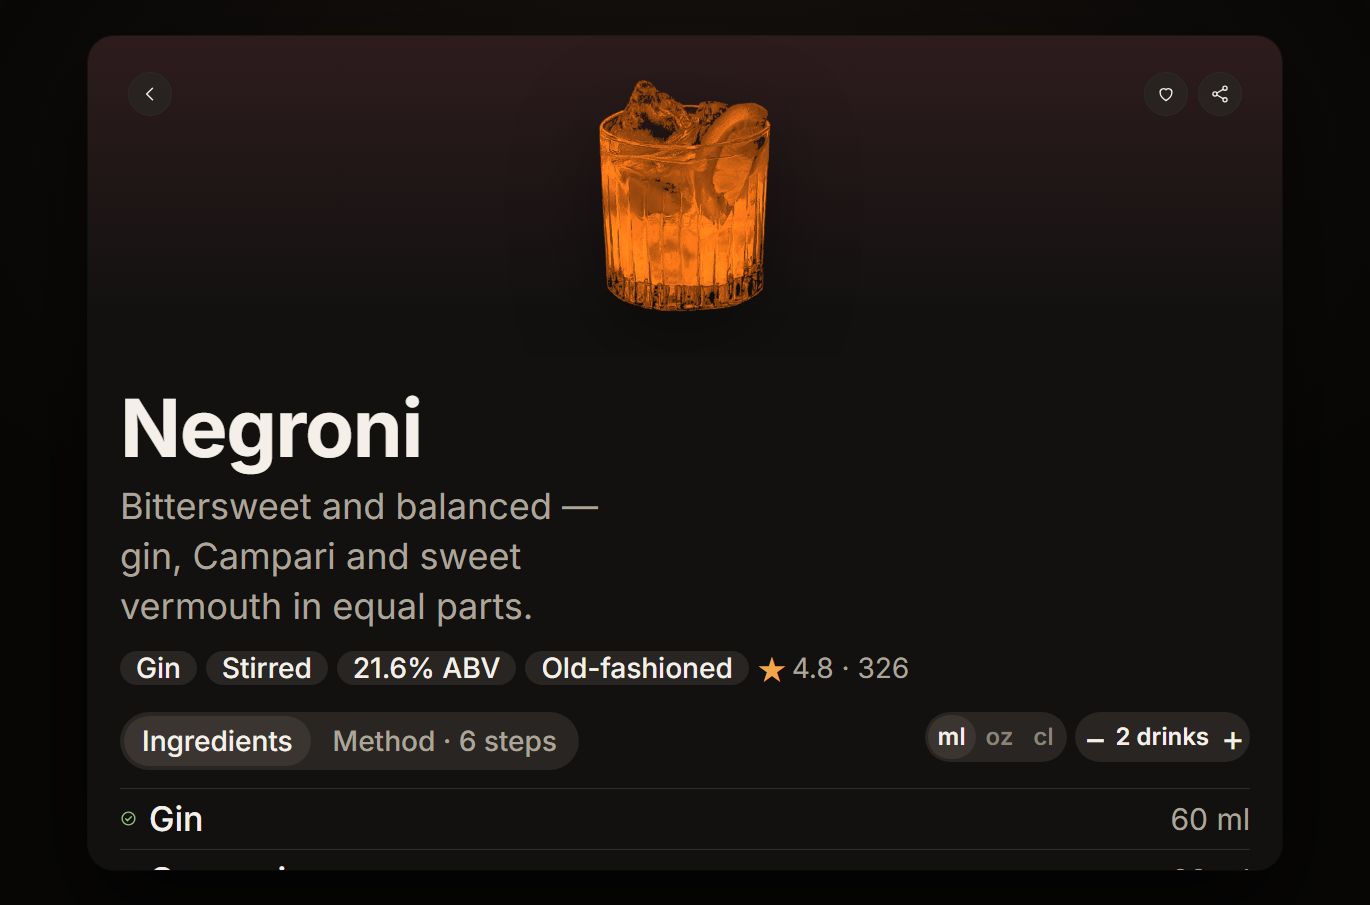 Negroni
Bittersweet and balanced —
gin, Campari and sweet
vermouth in equal parts.
Gin Stirred 21.6% ABV Old-fashioned ★ 4.8 · 326
Ingredients Method · 6 steps ml oz cl − 2 drinks +
Gin 60 ml